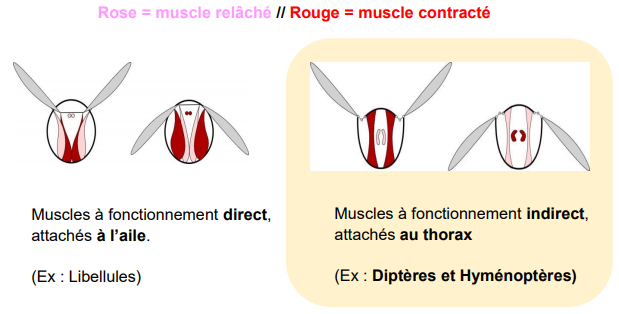 Rose = muscle relâché // Rouge = muscle contracté
Muscles à fonctionnement direct,
attachés à l'aile.
(Ex : Libellules)
Muscles à fonctionnement indirect,
attachés au thorax
(Ex : Diptères et Hyménoptères)